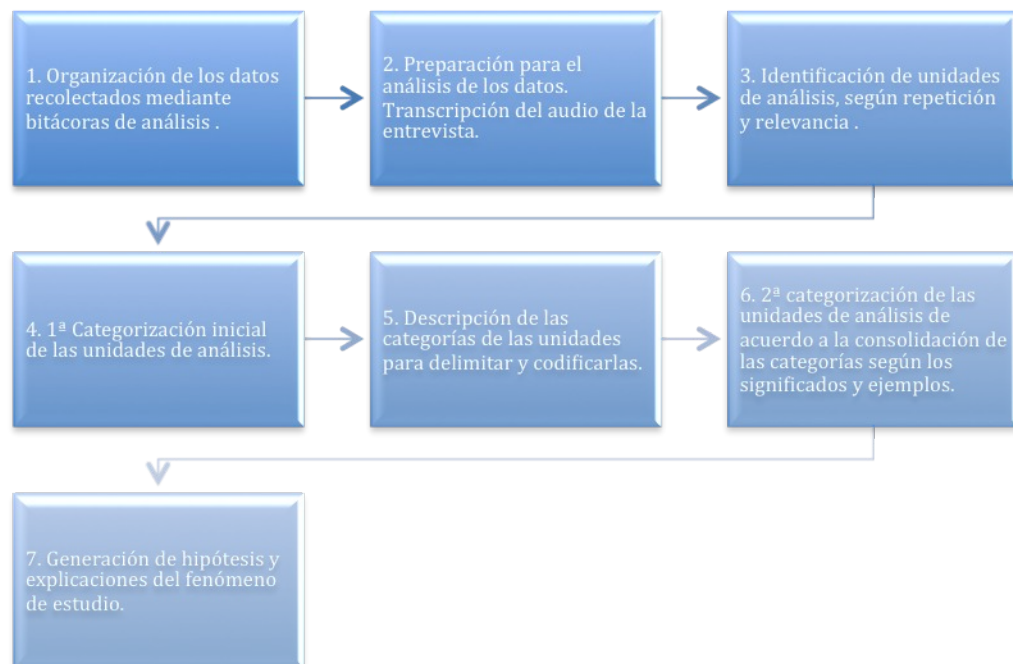 1. Organización de los datos
recolectados mediante
bitácoras de análisis .
2. Preparación para el
análisis de los datos.
Transcripción del audio de la
entrevista.
3. Identificación de unidades
de análisis, según repetición
y relevancia .
4. 1ª Categorización inicial
de las unidades de análisis.
5. Descripción de las
categorías de las unidades
para delimitar y codificarlas.
6. 2ª categorización de las
unidades de análisis de
acuerdo a la consolidación de
las categorías según los
significados y ejemplos.
7. Generación de hipótesis y
explicaciones del fenómeno
de estudio.